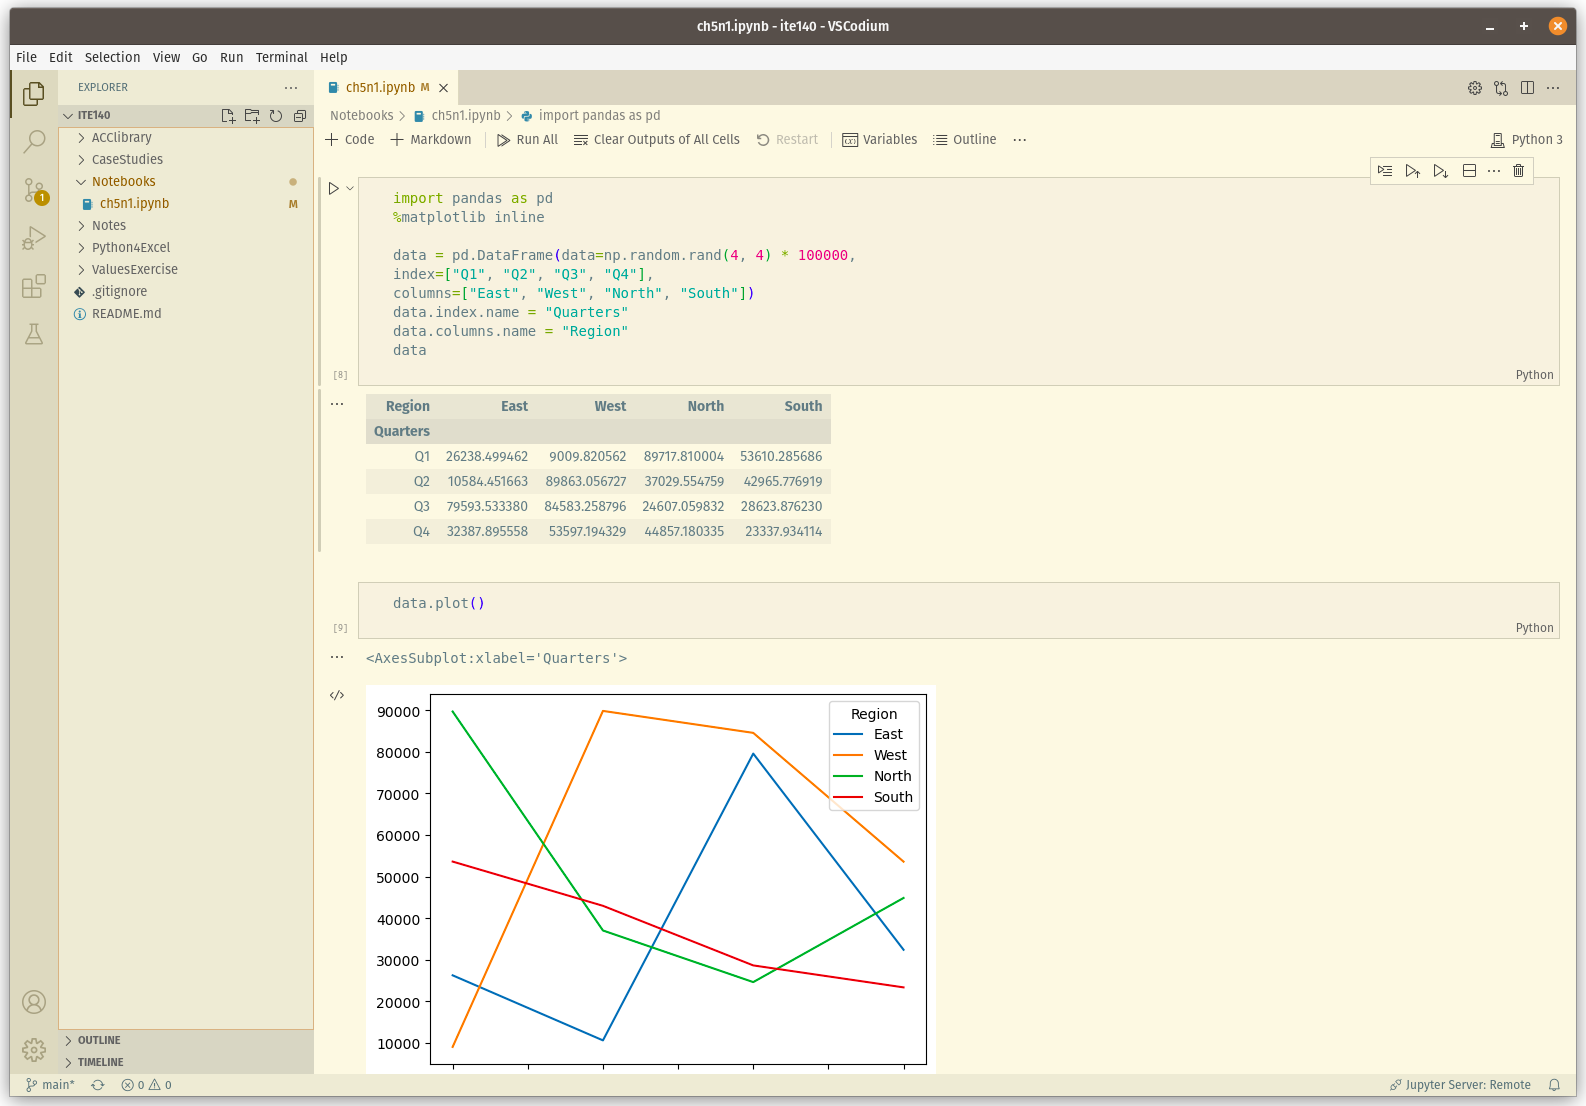 ch5n1.ipynb - ite140 - VSCodium
File Edit Selection View Go Run Terminal Help
EXPLORER
ITE140
ACClibrary
CaseStudies
Notebooks
ch5n1.ipynb M
Notes
Python4Excel
ValuesExercise
.gitignore
README.md
OUTLINE
TIMELINE
1
ch5n1.ipynb M
Notebooks > ch5n1.ipynb > import pandas as pd
Code Markdown Run All Clear Outputs of All Cells Restart Variables Outline ... Python 3
import pandas as pd
%matplotlib inline
data = pd.DataFrame(data=np.random.rand(4, 4) * 100000,
index=["Q1", "Q2", "Q3", "Q4"],
columns=["East", "West", "North", "South"])
data.index.name = "Quarters"
data.columns.name = "Region"
data
[8] Python
Region East West North South
Quarters
Q1 26238.499462 9009.820562 89717.810004 53610.285686
Q2 10584.451663 89863.056727 37029.554759 42965.776919
Q3 79593.533380 84583.258796 24607.059832 28623.876230
Q4 32387.895558 53597.194329 44857.180335 23337.934114
data.plot()
[9] Python
<AxesSubplot:xlabel='Quarters'>
90000
80000
70000
60000
50000
40000
30000
20000
10000
Region
East
West
North
South
main* 0 0 Jupyter Server: Remote